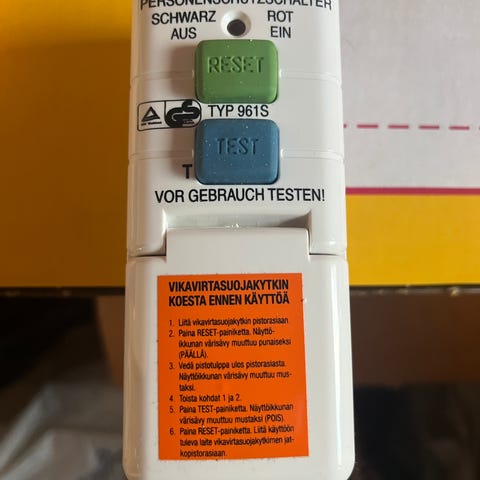 PERSONENSCHUTZSCHALTER
SCHWARZ ROT
AUS EIN
RESET
TYP 961S
TEST
T
VOR GEBRAUCH TESTEN!
VIKAVIRTASUOJAKYTKIN
KOESTA ENNEN KÄYTTÖÄ
1. Liitä vikavirtasuojakytkin pistorasiaan.
2. Paina RESET-painiketta. Näyttö-
ikkunan värisävy muuttuu punaiseksi
(PÄÄLLÄ).
3. Vedä pistotulppa ulos pistorasiasta.
Näyttöikkunan värisävy muuttuu mus-
taksi.
4. Toista kohdat 1 ja 2.
5. Paina TEST-painiketta. Näyttöikkunan
värisävy muuttuu mustaksi (POIS).
6. Paina RESET-painiketta. Liitä käyttöön
tuleva laite vikavirtasuojakytkimen jat-
kopistorasiaan.